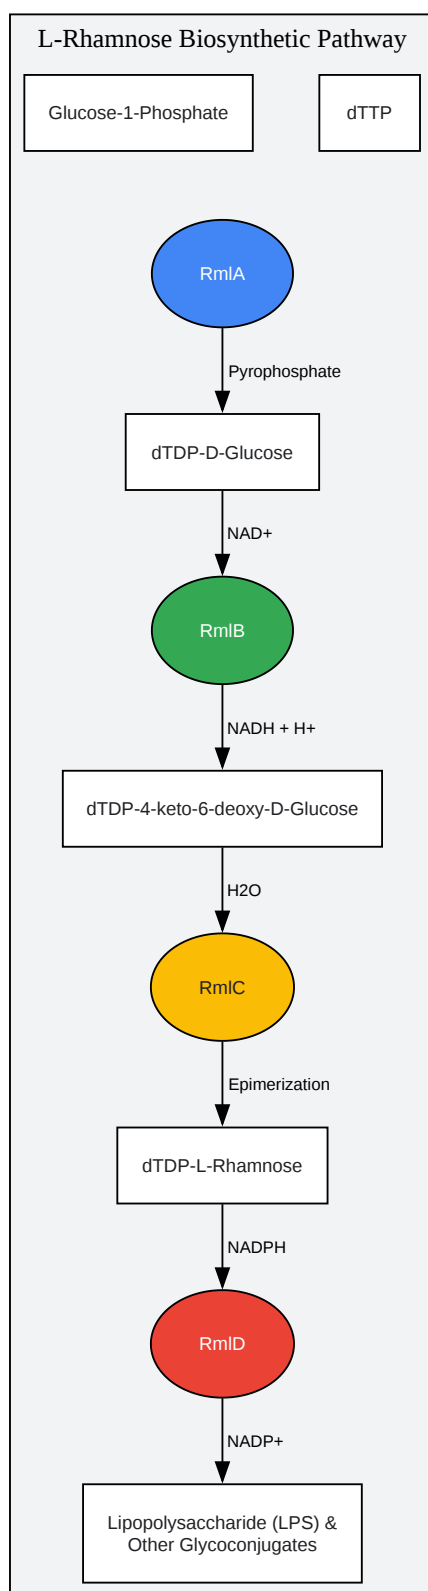 L-Rhamnose Biosynthetic Pathway
Glucose-1-Phosphate
dTTP
RmlA
Pyrophosphate
dTDP-D-Glucose
NAD+
RmlB
NADH + H+
dTDP-4-keto-6-deoxy-D-Glucose
H2O
RmlC
Epimerization
dTDP-L-Rhamnose
NADPH
RmlD
NADP+
Lipopolysaccharide (LPS) &
Other Glycoconjugates